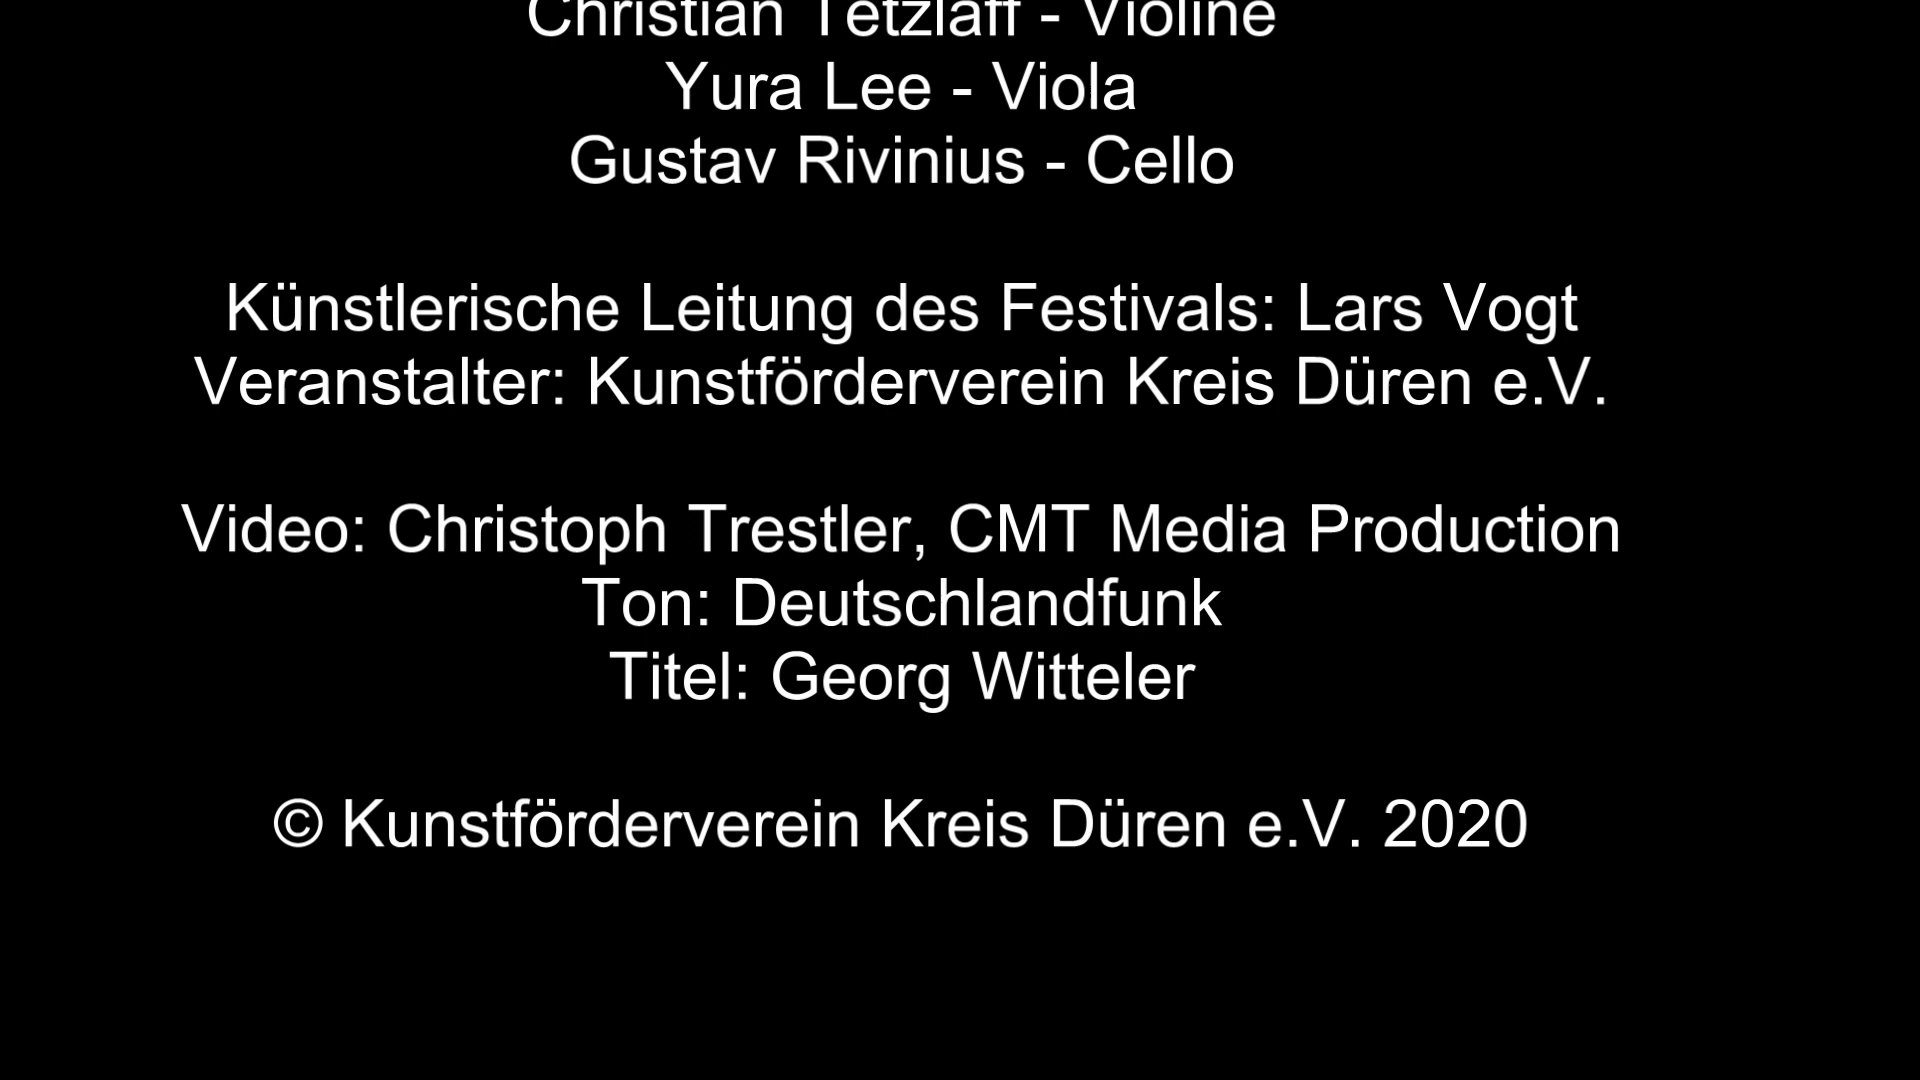 Christian Tetzlaff - Violine
Yura Lee - Viola
Gustav Rivinius - Cello
Künstlerische Leitung des Festivals: Lars Vogt
Veranstalter: Kunstförderverein Kreis Düren e.V.
Video: Christoph Trestler, CMT Media Production
Ton: Deutschlandfunk
Titel: Georg Witteler
© Kunstförderverein Kreis Düren e.V. 2020